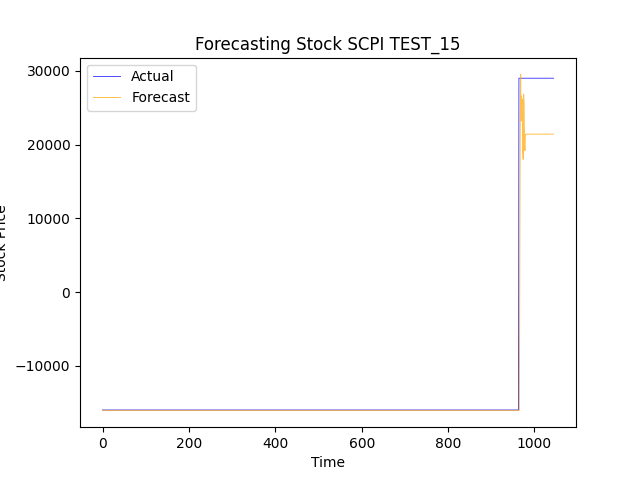 Forecasting Stock SCPI TEST_15
Actual
Forecast
30000
20000
10000
0
−10000
Stock Price
0 200 400 600 800 1000
Time